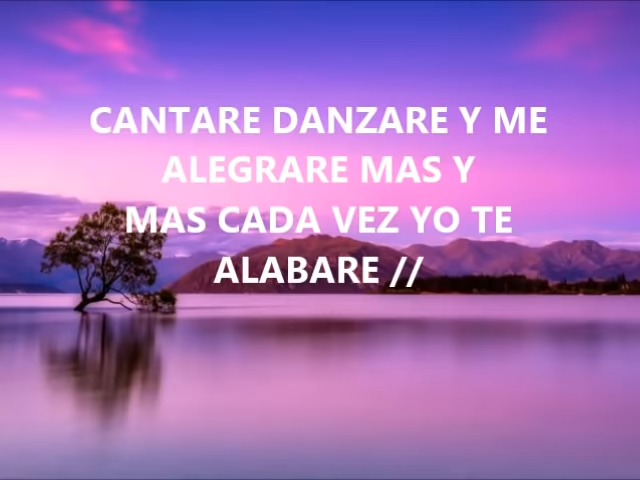 CANTARE DANZARE Y ME
ALEGRARE MAS Y
MAS CADA VEZ YO TE
ALABARE //